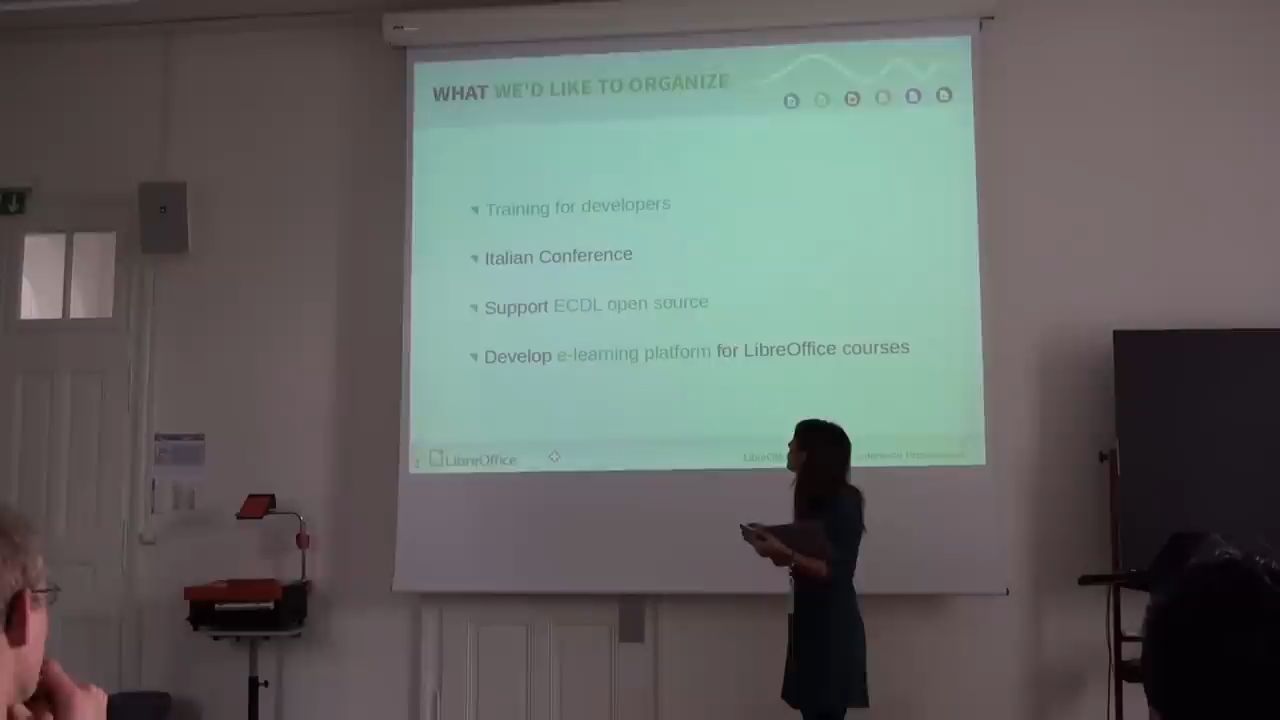 WHAT WE'D LIKE TO ORGANIZE
Training for developers
Italian Conference
Support ECDL open source
Develop e-learning platform for LibreOffice courses
LibreOffice